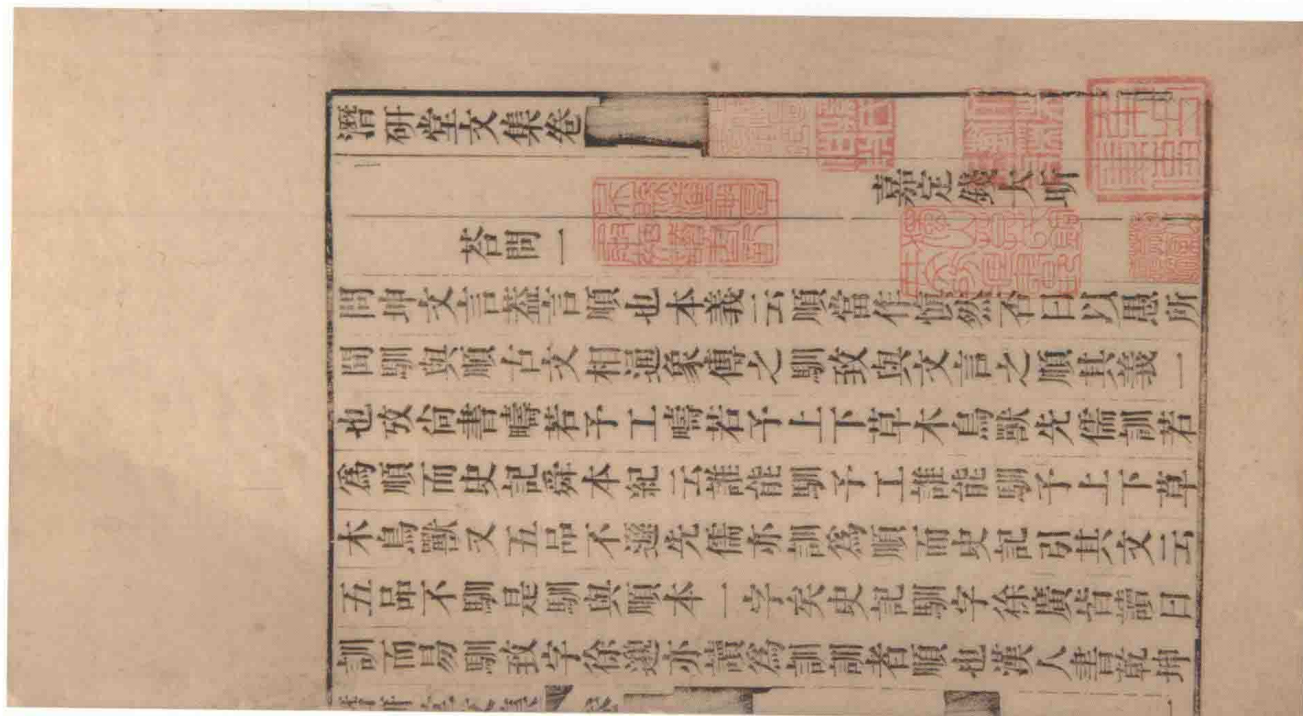 潛研堂文集卷
嘉定錢大昕
荅問一
問坤文言葢言順也本義云順當作愼然否曰以愚所
聞馴與順古文相通象傳之馴致與文言之順其義一
也攷尙書疇若予工疇若予上下草木鳥獸先儒訓若
爲順而史記舜本紀云誰能馴予工誰能馴予上下草
木鳥獸又五品不遜先儒亦訓爲順而史記引其文云
五品不馴是馴與順本一字矣史記馴字徐廣皆讀曰
訓而易馴致字徐邈亦讀爲訓訓者順也漢人書乾坤